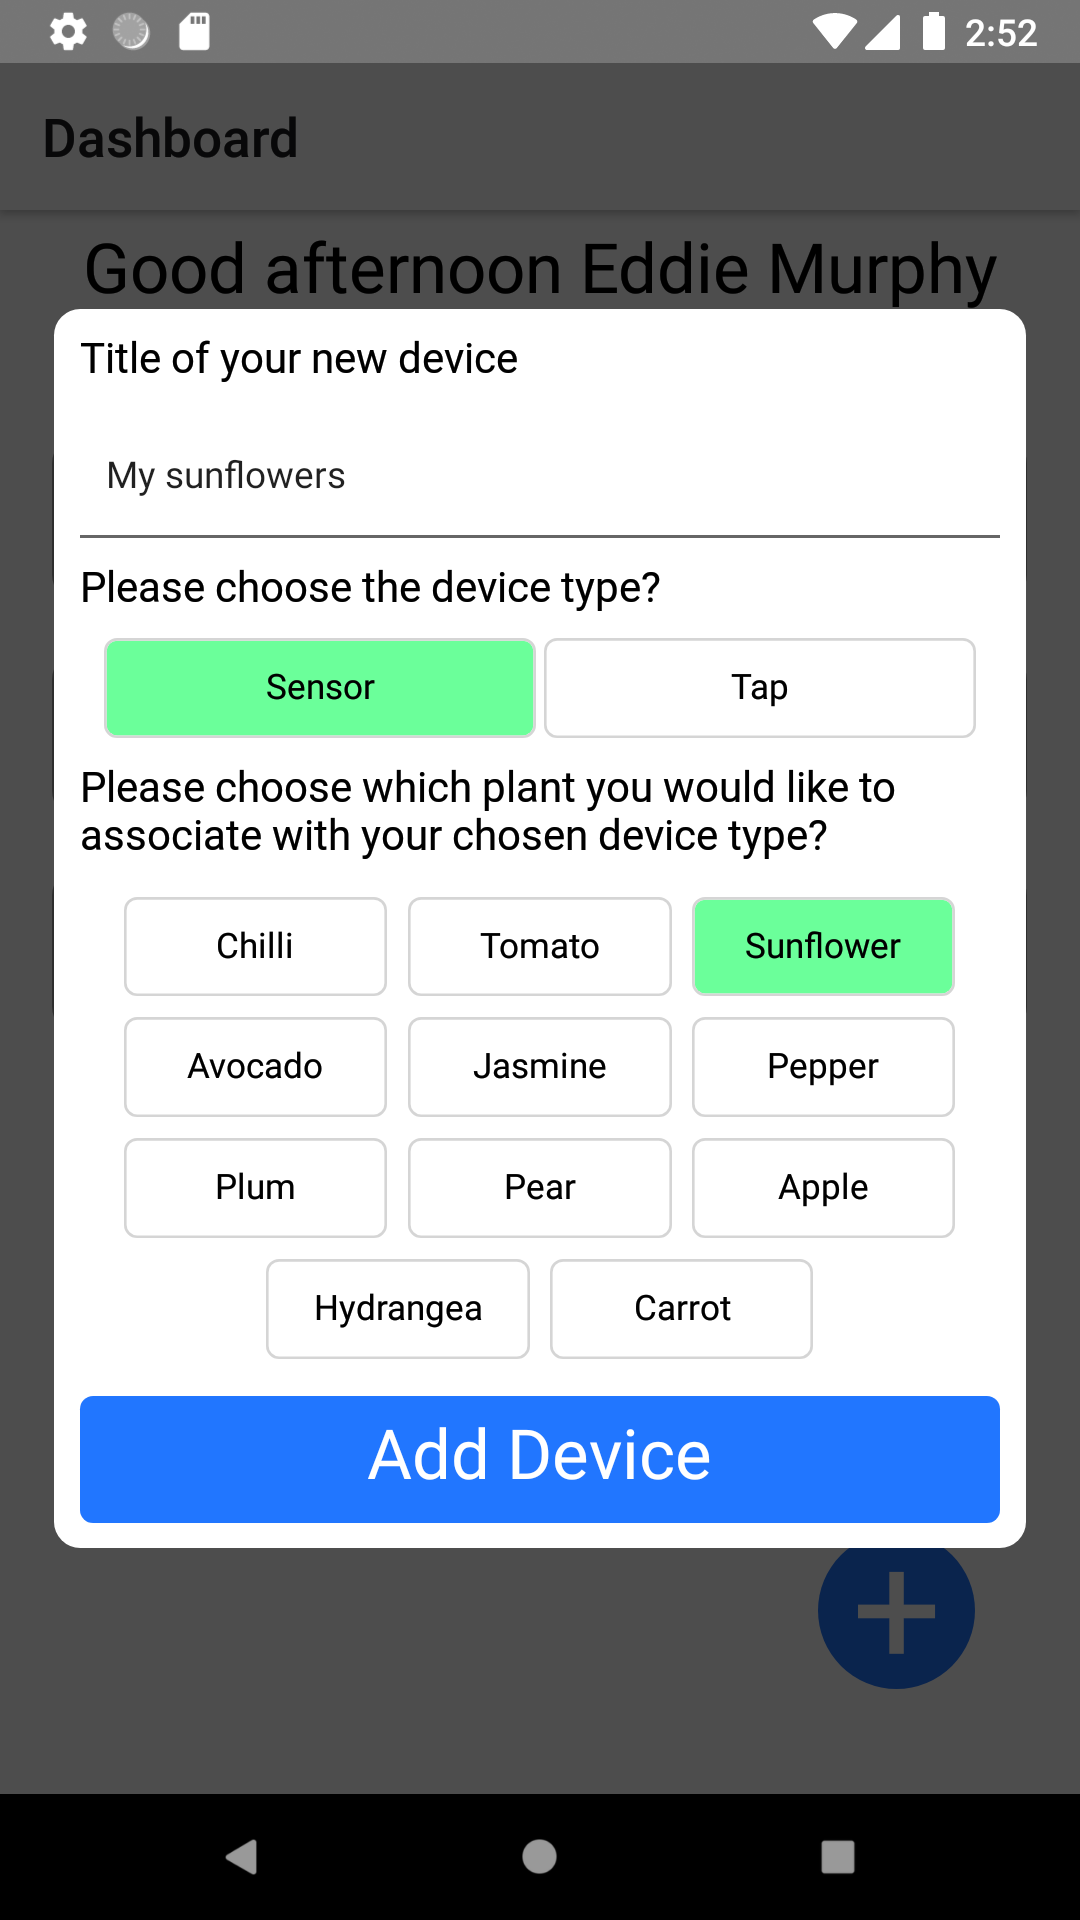 2:52
Dashboard
Good afternoon Eddie Murphy
Title of your new device
My sunflowers
Please choose the device type?
Sensor Tap
Please choose which plant you would like to
associate with your chosen device type?
Chilli Tomato Sunflower
Avocado Jasmine Pepper
Plum Pear Apple
Hydrangea Carrot
Add Device